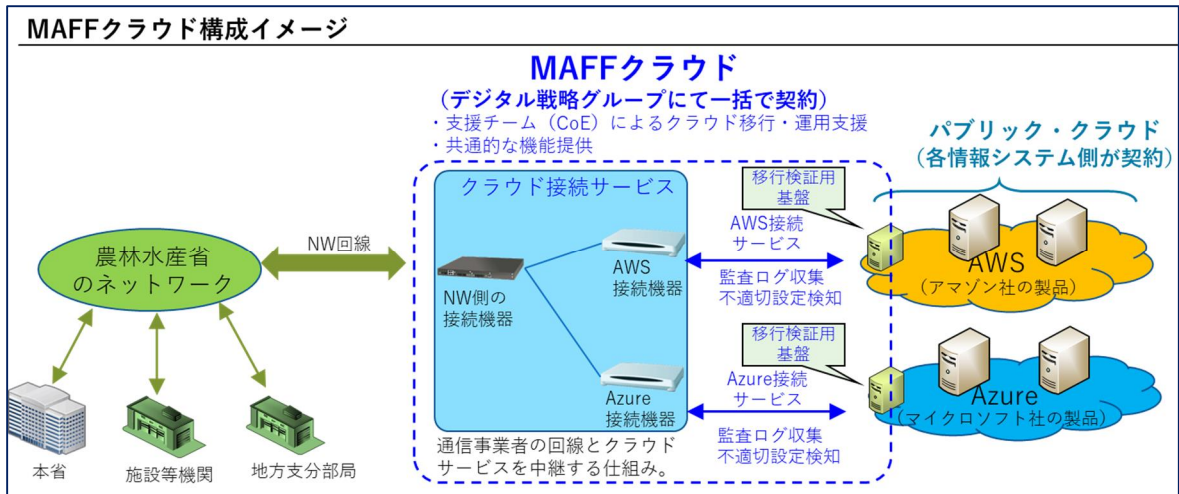 MAFFクラウド構成イメージ
MAFFクラウド
(デジタル戦略グループにて一括で契約)
・支援チーム（CoE）によるクラウド移行・運用支援
・共通的な機能提供
パブリック・クラウド
(各情報システム側が契約)
クラウド接続サービス
移行検証用
基盤
AWS接続
サービス
NW回線
農林水産省
のネットワーク
AWS
接続機器
NW側の
接続機器
監査ログ収集
不適切設定検知
AWS
(アマゾン社の製品)
移行検証用
基盤
Azure接続
サービス
Azure
接続機器
監査ログ収集
不適切設定検知
Azure
(マイクロソフト社の製品)
通信事業者の回線とクラウド
サービスを中継する仕組み。
本省
施設等機関
地方支分部局